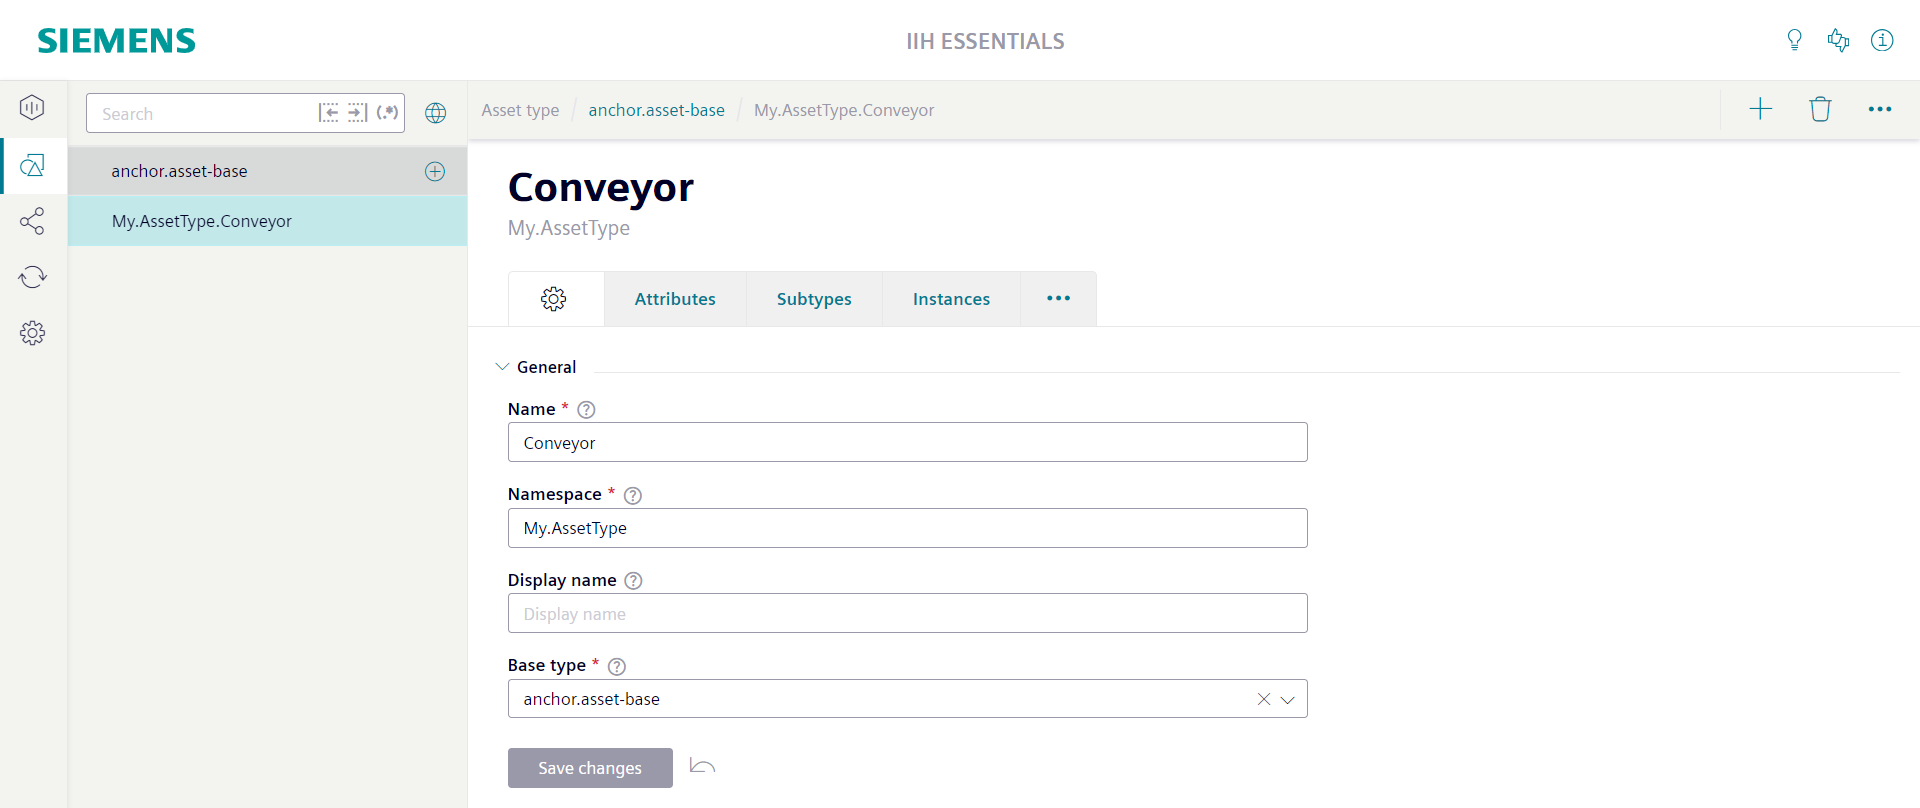 SIEMENS
IIH ESSENTIALS
Search
(.*)
Asset type / anchor.asset-base / My.AssetType.Conveyor
anchor.asset-base
My.AssetType.Conveyor
Conveyor
My.AssetType
Attributes
Subtypes
Instances
General
Name *
Conveyor
Namespace *
My.AssetType
Display name
Display name
Base type *
anchor.asset-base
Save changes